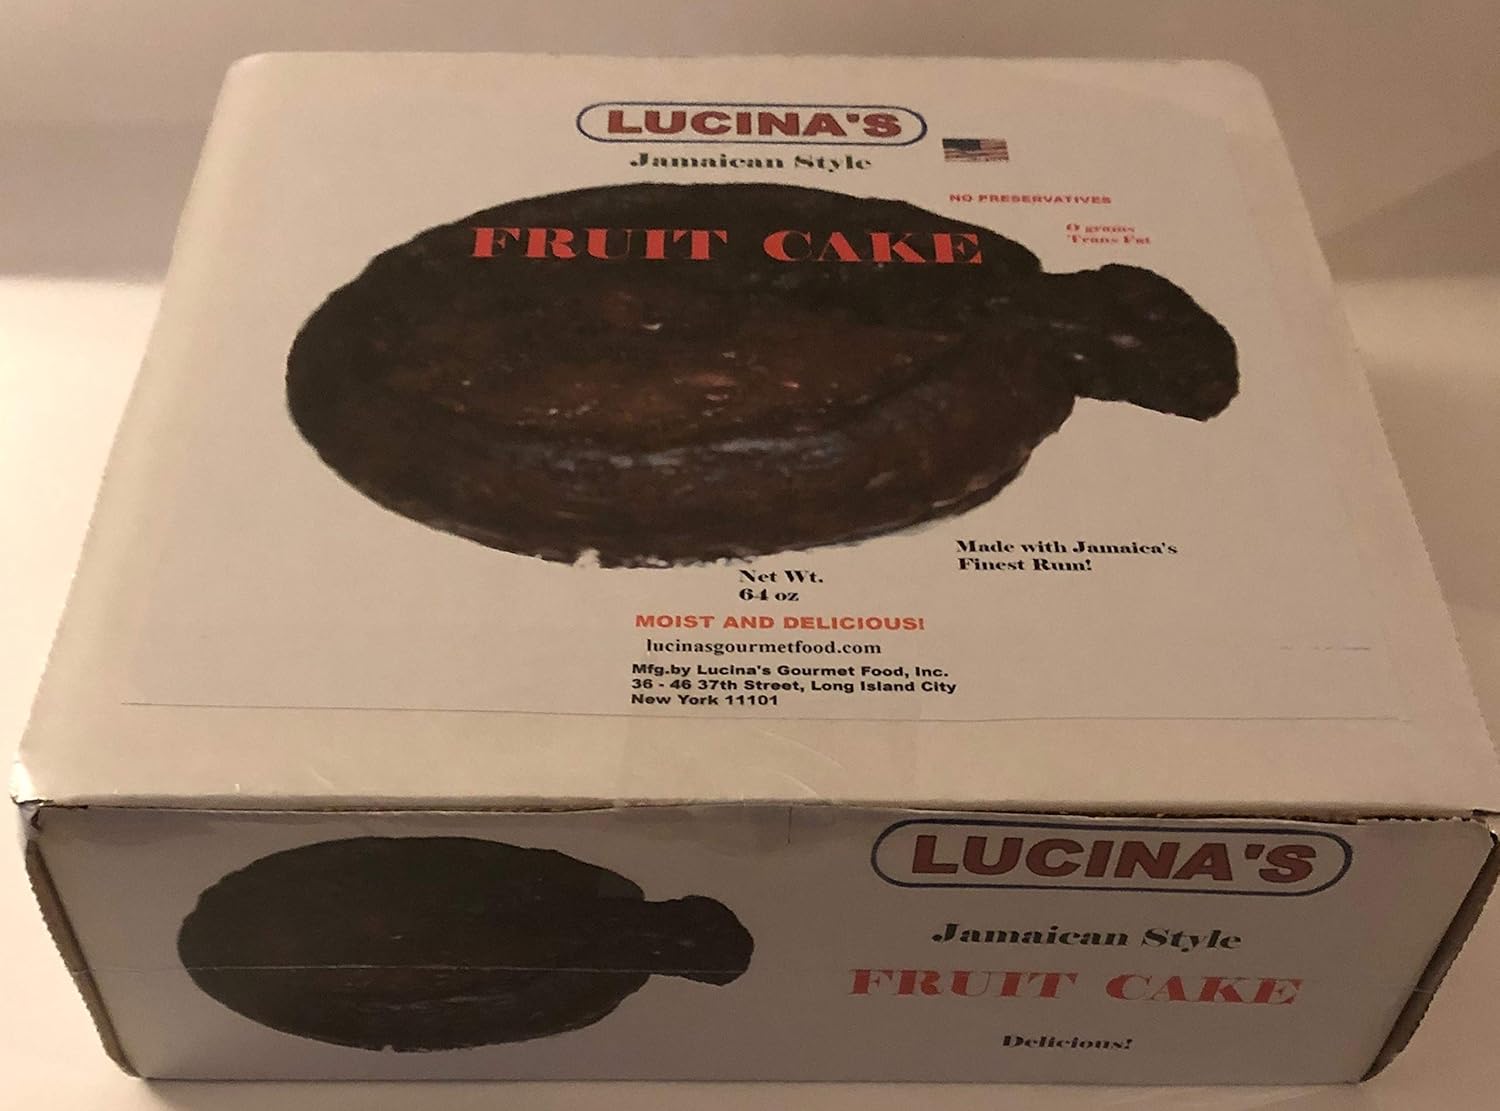 LUCINA'S
Jamaican Style
NO PRESERVATIVES
FRUIT CAKE
0 grams
Trans Fat
Made with Jamaica's
Finest Rum!
Net Wt.
64 oz
MOIST AND DELICIOUS!
lucinasgourmetfood.com
Mfg.by Lucina's Gourmet Food, Inc.
36 - 46 37th Street, Long Island City
New York 11101
LUCINA'S
Jamaican Style
FRUIT CAKE
Delicious!